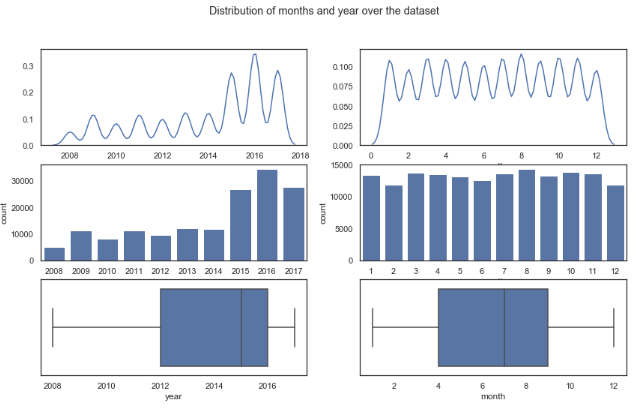 Distribution of months and year over the dataset
0.3
0.2
0.1
0.0
2008 2010 2012 2014 2016 2018
0.100
0.075
0.050
0.025
0.000
0 2 4 6 8 10 12
count
30000
20000
10000
0
2008 2009 2010 2011 2012 2013 2014 2015 2016 2017
count
15000
10000
5000
0
1 2 3 4 5 6 7 8 9 10 11 12
2008 2010 2012 2014 2016
year
2 4 6 8 10 12
month